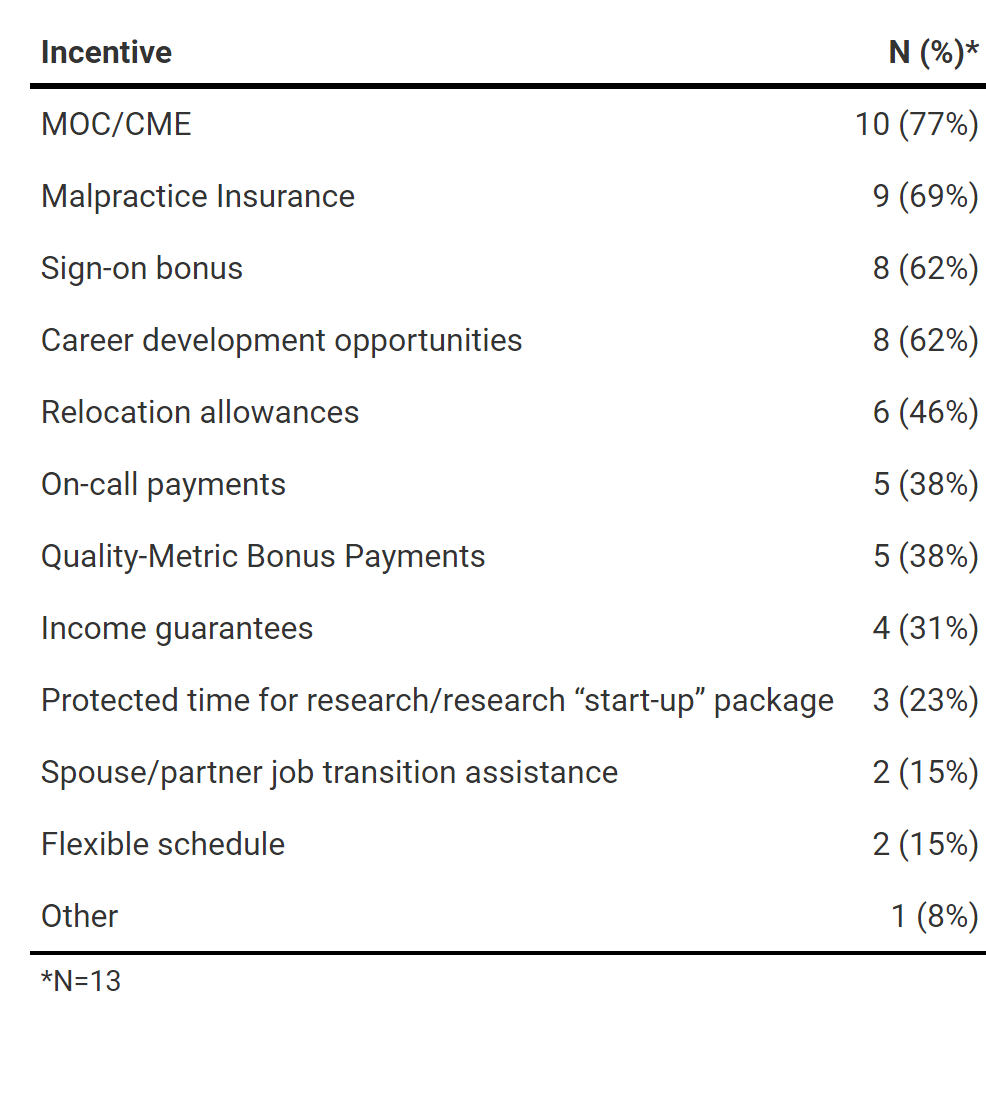 Incentive N (%)*
MOC/CME 10 (77%)
Malpractice Insurance 9 (69%)
Sign-on bonus 8 (62%)
Career development opportunities 8 (62%)
Relocation allowances 6 (46%)
On-call payments 5 (38%)
Quality-Metric Bonus Payments 5 (38%)
Income guarantees 4 (31%)
Protected time for research/research “start-up” package 3 (23%)
Spouse/partner job transition assistance 2 (15%)
Flexible schedule 2 (15%)
Other 1 (8%)
*N=13